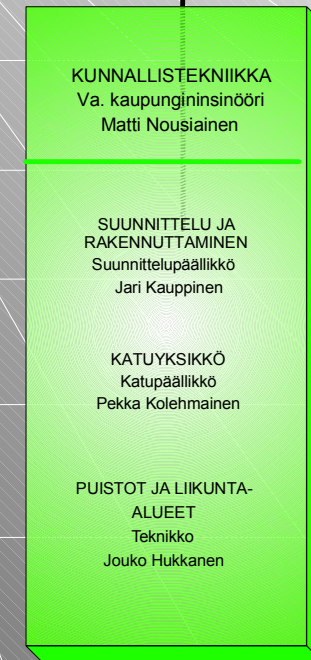 KUNNALLISTEKNIIKKA
Va. kaupungininsinööri
Matti Nousiainen
SUUNNITTELU JA
RAKENNUTTAMINEN
Suunnittelupäällikkö
Jari Kauppinen
KATUYKSIKKÖ
Katupäällikkö
Pekka Kolehmainen
PUISTOT JA LIIKUNTA-
ALUEET
Teknikko
Jouko Hukkanen